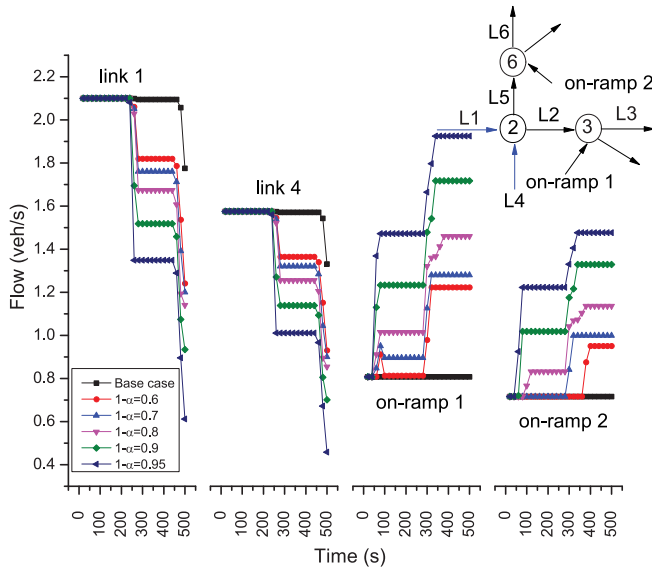 Flow (veh/s)
2.2
2.0
1.8
1.6
1.4
1.2
1.0
0.8
0.6
0.4
link 1
link 4
on-ramp 1
on-ramp 2
Base case
1-α=0.6
1-α=0.7
1-α=0.8
1-α=0.9
1-α=0.95
L6
6
on-ramp 2
L5
L1
2
L2
3
L3
L4
on-ramp 1
0 100 200 300 400 500
0 100 200 300 400 500
0 100 200 300 400 500
0 100 200 300 400 500
Time (s)